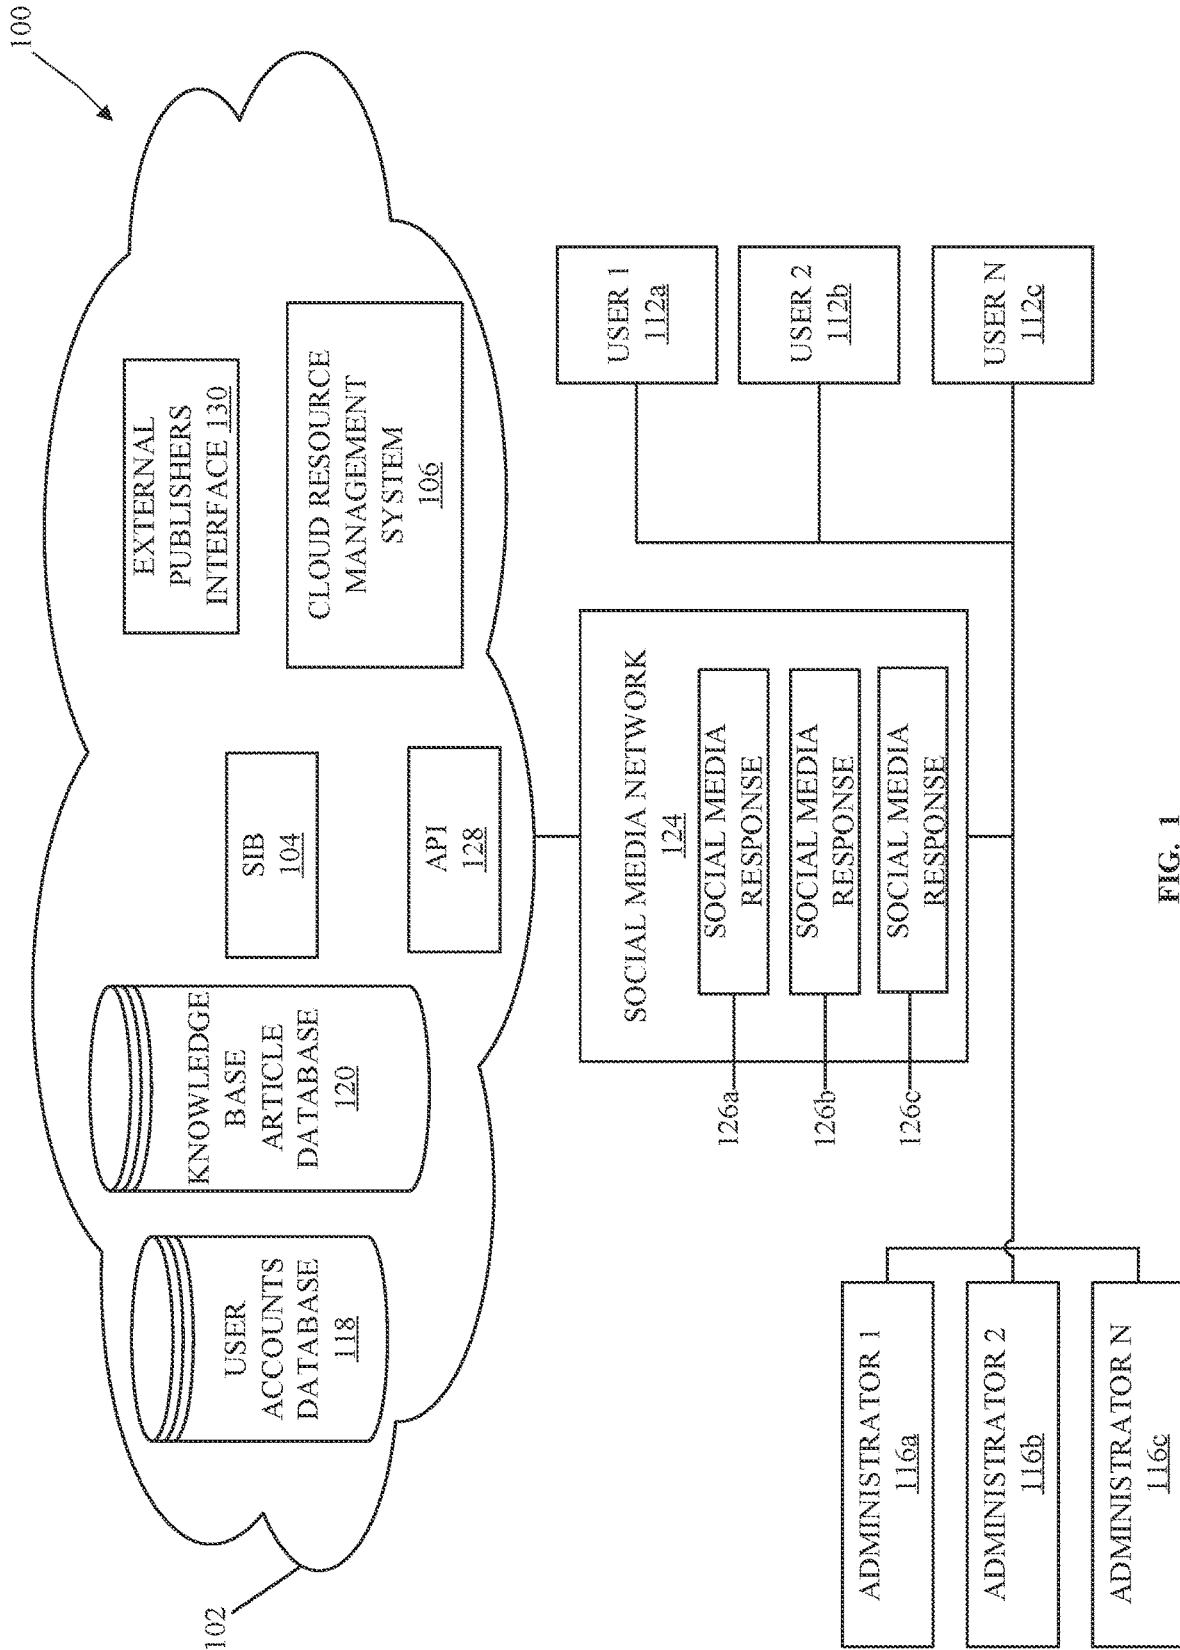 100
102
USER
ACCOUNTS
DATABASE
118
KNOWLEDGE
BASE
ARTICLE
DATABASE
120
SIB
104
API
128
EXTERNAL
PUBLISHERS
INTERFACE 130
CLOUD RESOURCE
MANAGEMENT
SYSTEM
106
SOCIAL MEDIA NETWORK
124
SOCIAL MEDIA
RESPONSE
SOCIAL MEDIA
RESPONSE
SOCIAL MEDIA
RESPONSE
126a
126b
126c
USER 1
112a
USER 2
112b
USER N
112c
ADMINISTRATOR 1
116a
ADMINISTRATOR 2
116b
ADMINISTRATOR N
116c
FIG. 1